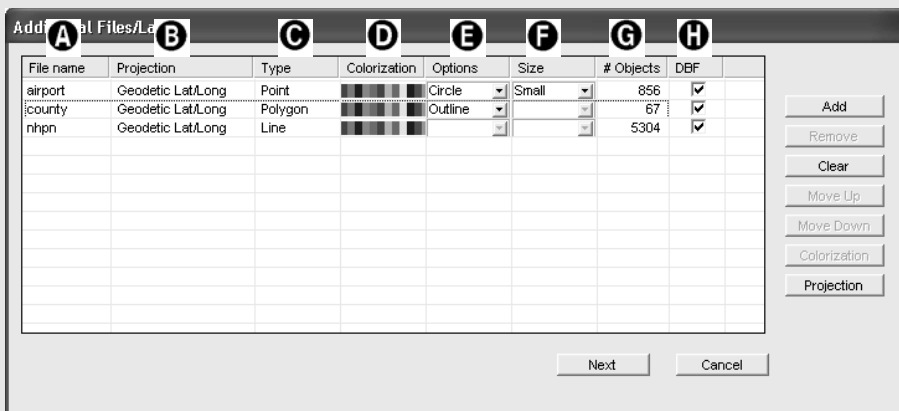 Addi al Files/La
A B C D E F G H
File name Projection Type Colorization Options Size # Objects DBF
airport Geodetic Lat/Long Point Circle Small 856
county Geodetic Lat/Long Polygon Outline 67
nhpn Geodetic Lat/Long Line 5304
Add
Remove
Clear
Move Up
Move Down
Colorization
Projection
Next Cancel